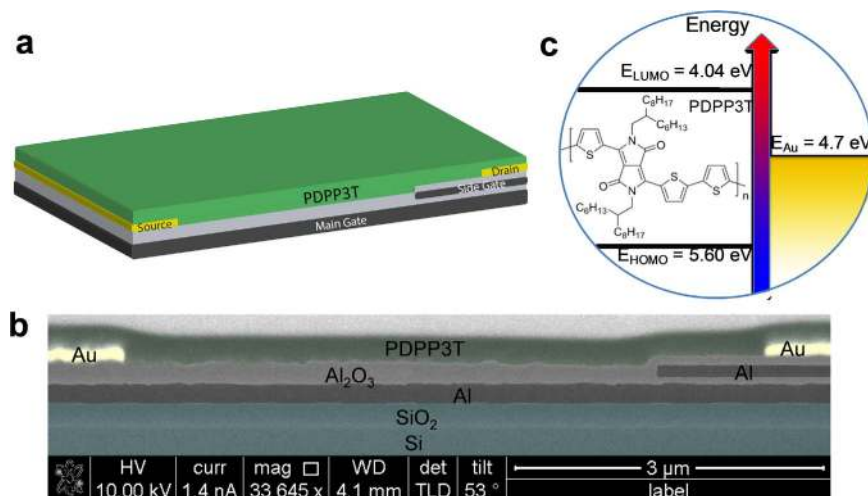 a
PDPP3T
Drain
Side Gate
Source
Main Gate
c
Energy
E_LUMO = 4.04 eV
PDPP3T
C8H17
C6H13
N
O
S
S
S
O
N
n
C6H13
C8H17
E_Au = 4.7 eV
E_HOMO = 5.60 eV
b
Au
PDPP3T
Au
Al2O3
Al
Al
SiO2
Si
HV curr mag WD det tilt 3 µm
10.00 kV 1.4 nA 33 645 x 4.1 mm TLD 53 ° label